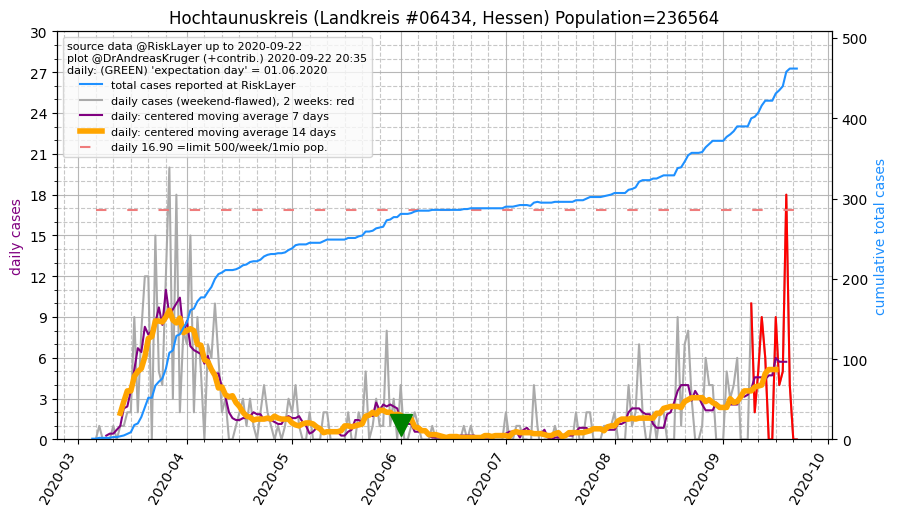 Hochtaunuskreis (Landkreis #06434, Hessen) Population=236564
source data @RiskLayer up to 2020-09-22
plot @DrAndreasKruger (+contrib.) 2020-09-22 20:35
daily: (GREEN) 'expectation day' = 01.06.2020
total cases reported at RiskLayer
daily cases (weekend-flawed), 2 weeks: red
daily: centered moving average 7 days
daily: centered moving average 14 days
daily 16.90 =limit 500/week/1mio pop.
daily cases
30
27
24
21
18
15
12
9
6
3
0
500
400
300
200
100
0
cumulative total cases
2020-03
2020-04
2020-05
2020-06
2020-07
2020-08
2020-09
2020-10